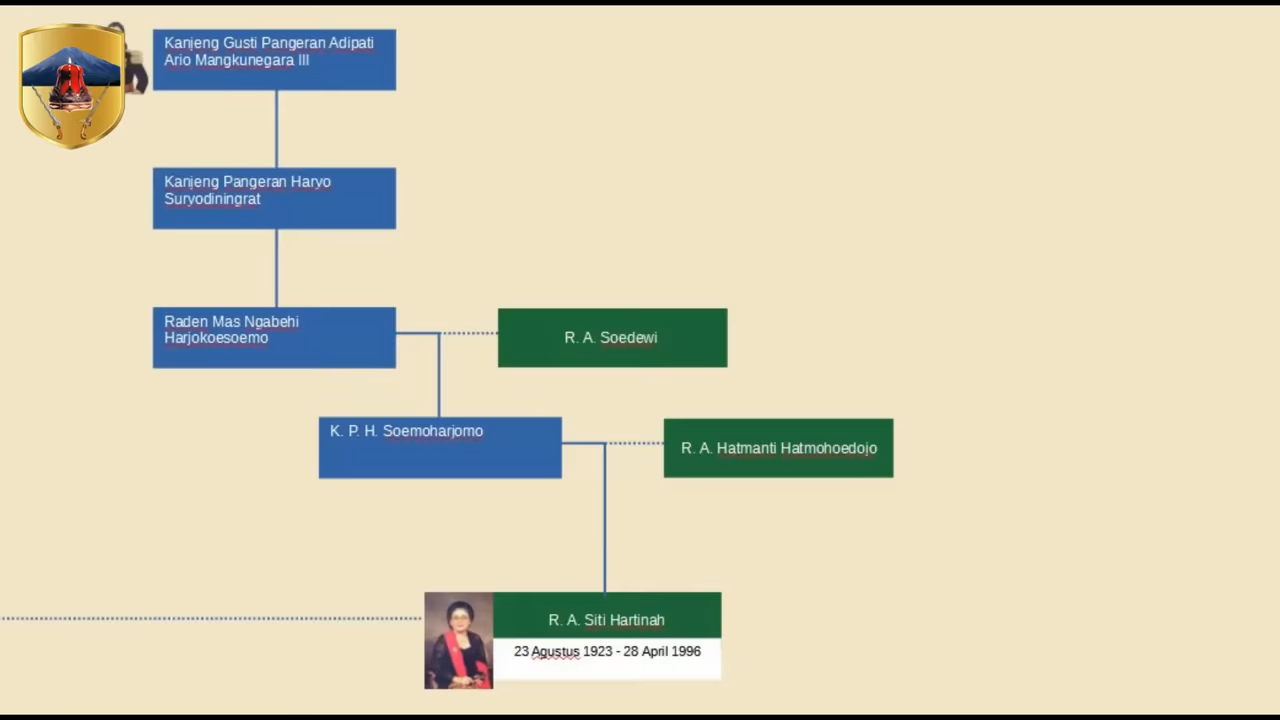 Kanjeng Gusti Pangeran Adipati
Ario Mangkunegara III
Kanjeng Pangeran Haryo
Suryodiningrat
Raden Mas Ngabehi
Harjokoesoemo
R. A. Soedewi
K. P. H. Soemoharjomo
R. A. Hatmanti Hatmohoedojo
R. A. Siti Hartinah
23 Agustus 1923 - 28 April 1996